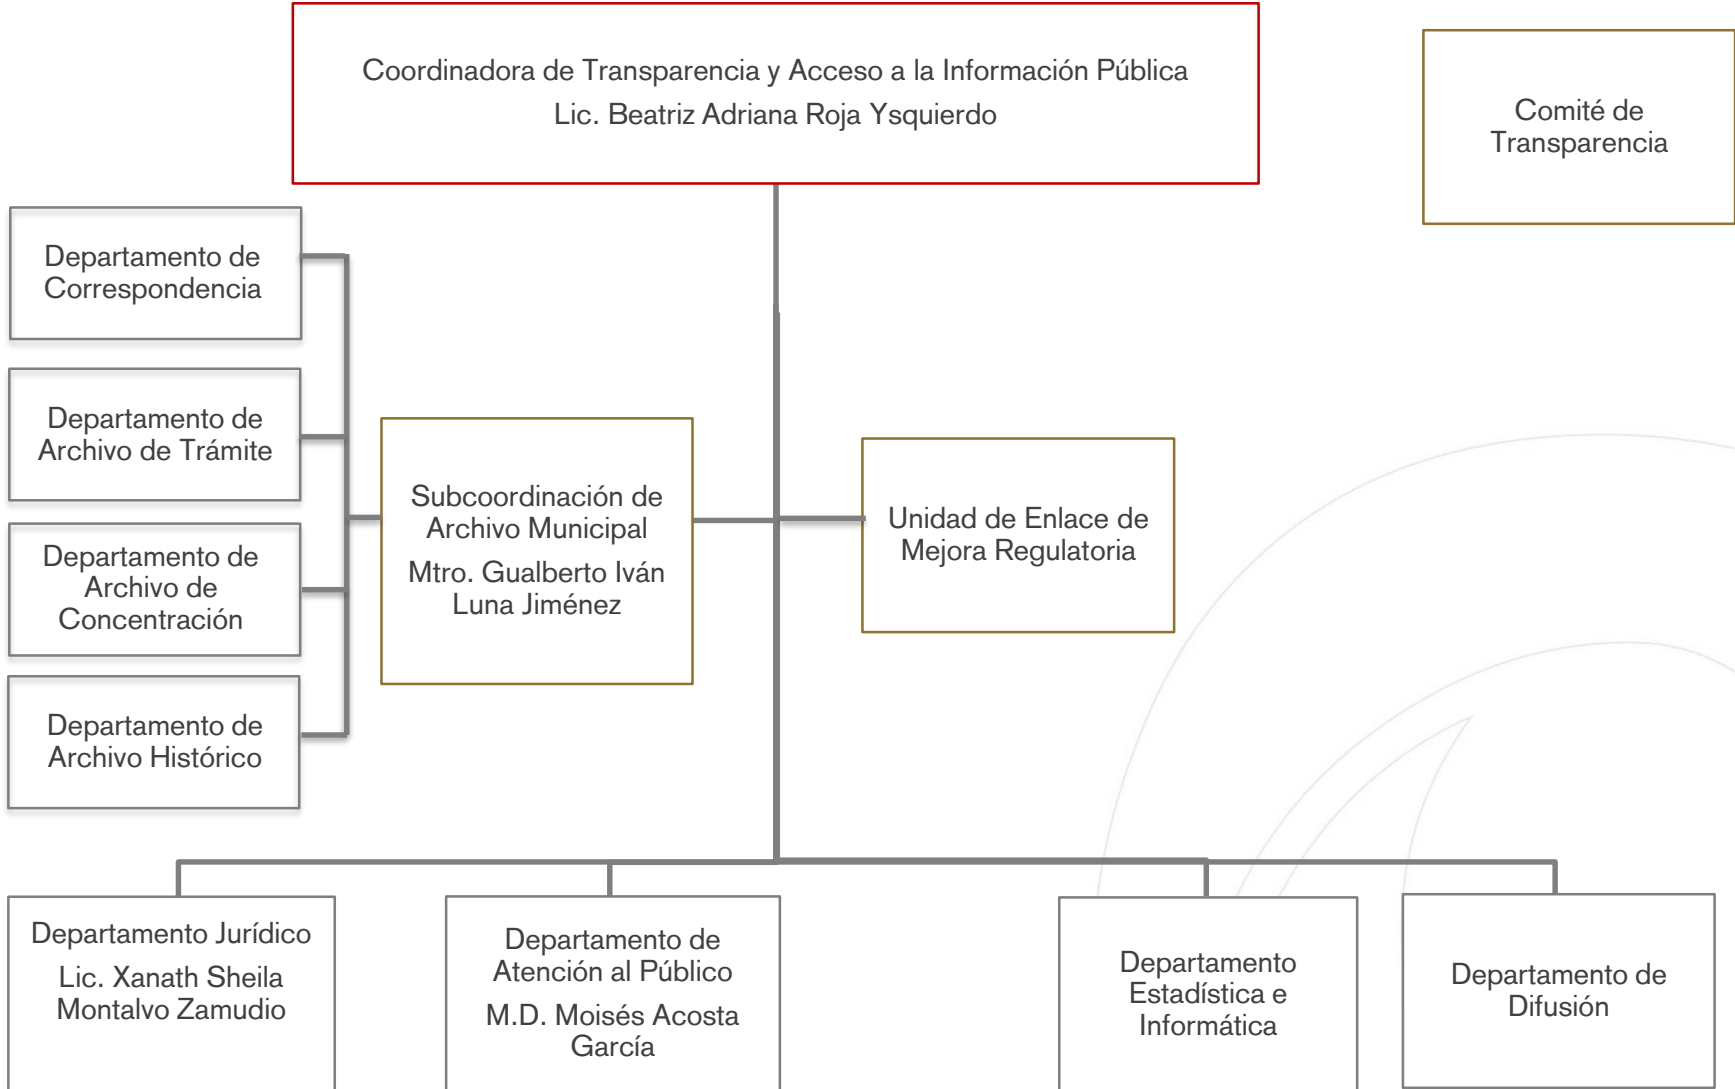 Coordinadora de Transparencia y Acceso a la Información Pública
Lic. Beatriz Adriana Roja Ysquierdo
Comité de
Transparencia
Departamento de
Correspondencia
Departamento de
Archivo de Trámite
Departamento de
Archivo de
Concentración
Departamento de
Archivo Histórico
Subcoordinación de
Archivo Municipal
Mtro. Gualberto Iván
Luna Jiménez
Unidad de Enlace de
Mejora Regulatoria
Departamento Jurídico
Lic. Xanath Sheila
Montalvo Zamudio
Departamento de
Atención al Público
M.D. Moisés Acosta
García
Departamento
Estadística e
Informática
Departamento de
Difusión